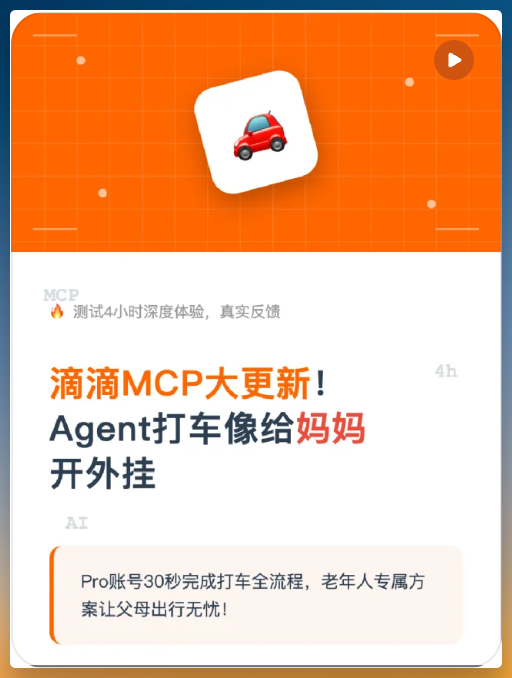 MCP
🔥 测试4小时深度体验，真实反馈
4h
滴滴MCP大更新！
Agent打车像给妈妈
开外挂
AI
Pro账号30秒完成打车全流程，老年人专属方
案让父母出行无忧！